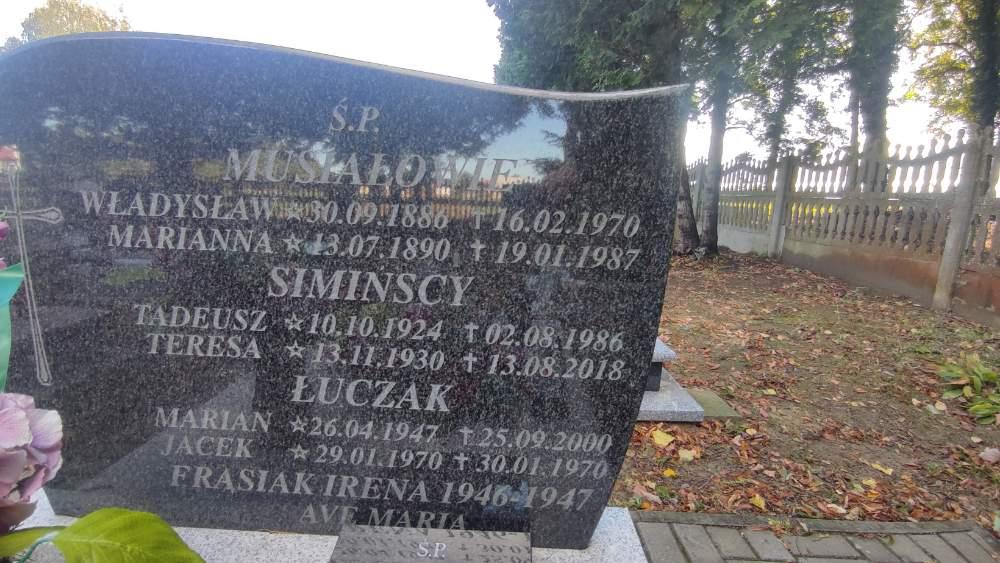 Ś.P.
MUSIAŁOWIE
WŁADYSŁAW ☆ 30.09.1886 ✝ 16.02.1970
MARIANNA ☆ 13.07.1890 ✝ 19.01.1987
SIMIŃSCY
TADEUSZ ☆ 10.10.1924 ✝ 02.08.1986
TERESA ☆ 13.11.1930 ✝ 13.08.2018
ŁUCZAK
MARIAN ☆ 26.04.1947 ✝ 25.09.2000
JACEK ☆ 29.01.1970 ✝ 30.01.1970
FRĄSIAK IRENA 1946-1947
AVE MARIA
Ś.P.